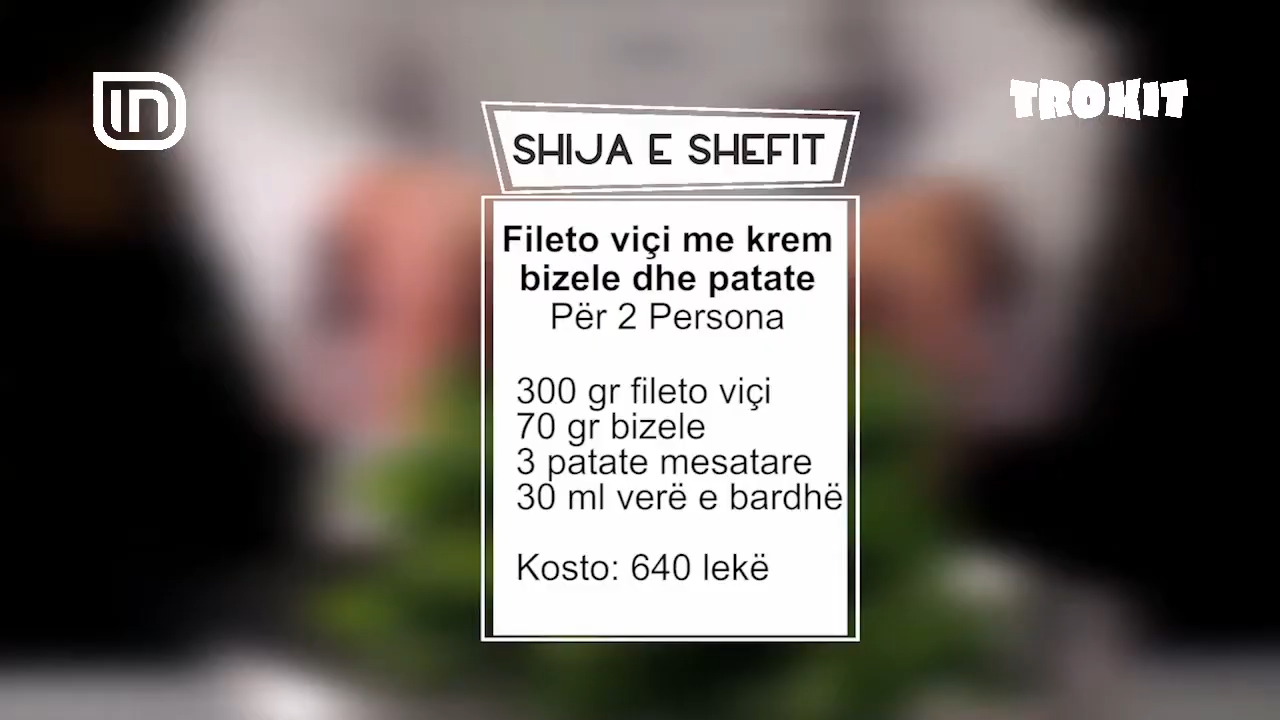 IN
TROKIT
SHIJA E SHEFIT
Fileto viçi me krem
bizele dhe patate
Për 2 Persona
300 gr fileto viçi
70 gr bizele
3 patate mesatare
30 ml verë e bardhë
Kosto: 640 lekë